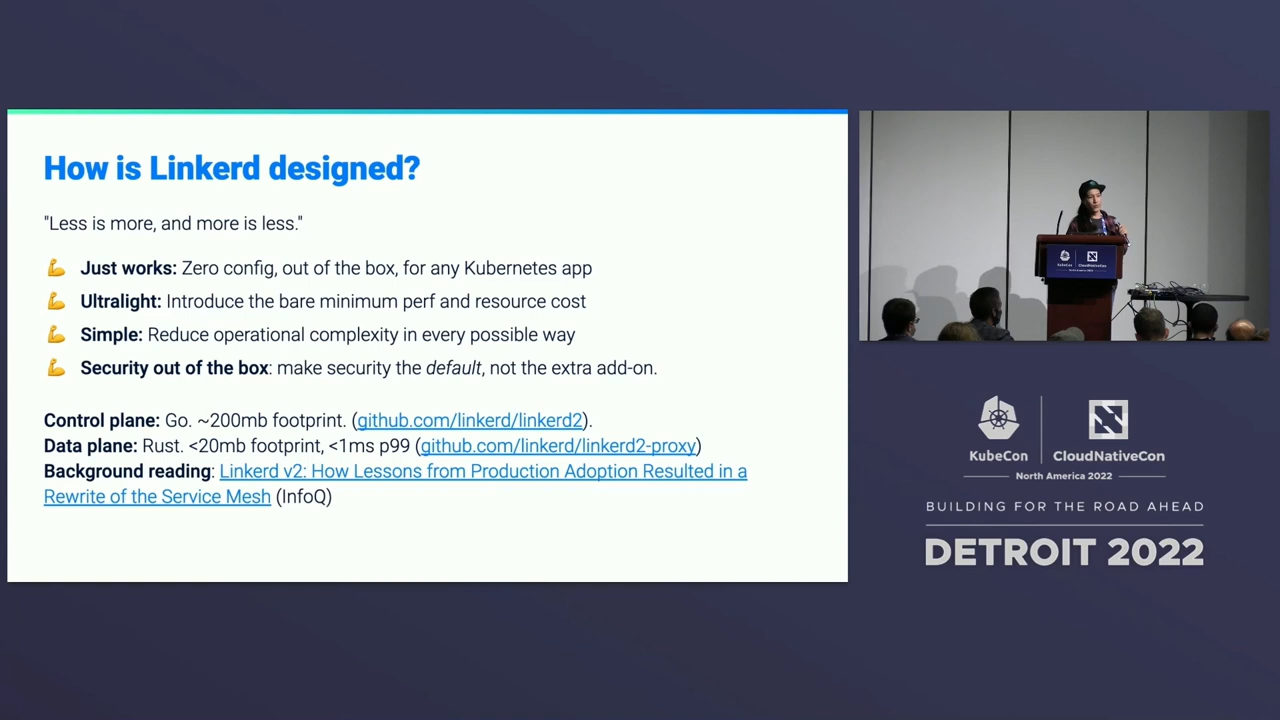 How is Linkerd designed?
"Less is more, and more is less."
💪 Just works: Zero config, out of the box, for any Kubernetes app
💪 Ultralight: Introduce the bare minimum perf and resource cost
💪 Simple: Reduce operational complexity in every possible way
💪 Security out of the box: make security the default, not the extra add-on.
Control plane: Go. ~200mb footprint. (github.com/linkerd/linkerd2).
Data plane: Rust. <20mb footprint, <1ms p99 (github.com/linkerd/linkerd2-proxy)
Background reading: Linkerd v2: How Lessons from Production Adoption Resulted in a
Rewrite of the Service Mesh (InfoQ)
KubeCon CloudNativeCon
North America 2022
KubeCon CloudNativeCon
North America 2022
BUILDING FOR THE ROAD AHEAD
DETROIT 2022